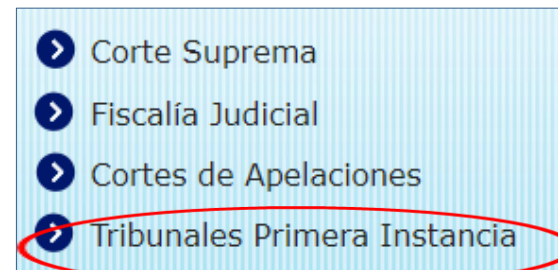 Corte Suprema
Fiscalía Judicial
Cortes de Apelaciones
Tribunales Primera Instancia